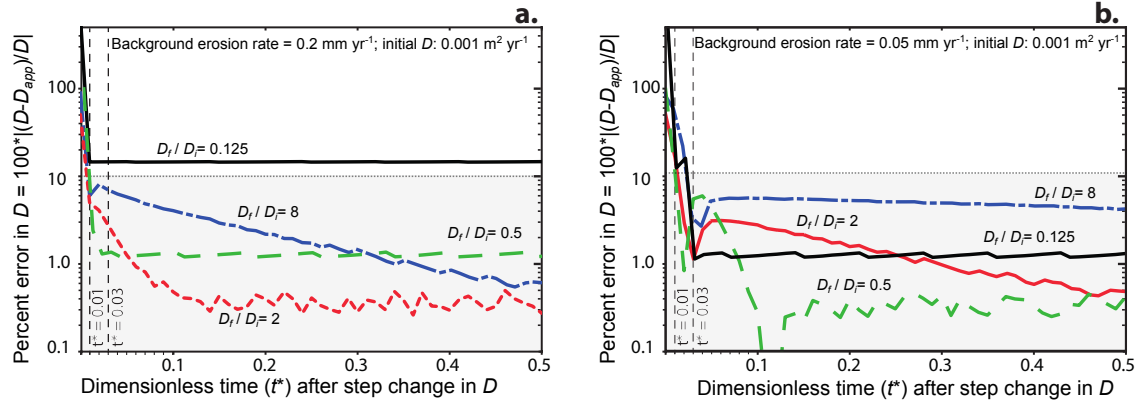 a.
Background erosion rate = 0.2 mm yr⁻¹; initial D: 0.001 m² yr⁻¹
Percent error in D = 100*|(D-D_app)/D|
100
10
1.0
0.1
D_f / D_i = 0.125
D_f / D_i = 8
D_f / D_i = 0.5
D_f / D_i = 2
t* = 0.01
t* = 0.03
0.1
0.2
0.3
0.4
0.5
Dimensionless time (t*) after step change in D
b.
Background erosion rate = 0.05 mm yr⁻¹; initial D: 0.001 m² yr⁻¹
Percent error in D = 100*|(D-D_app)/D|
100
10
1.0
0.1
D_f / D_i = 8
D_f / D_i = 2
D_f / D_i = 0.125
D_f / D_i = 0.5
t* = 0.01
t* = 0.03
0.1
0.2
0.3
0.4
0.5
Dimensionless time (t*) after step change in D